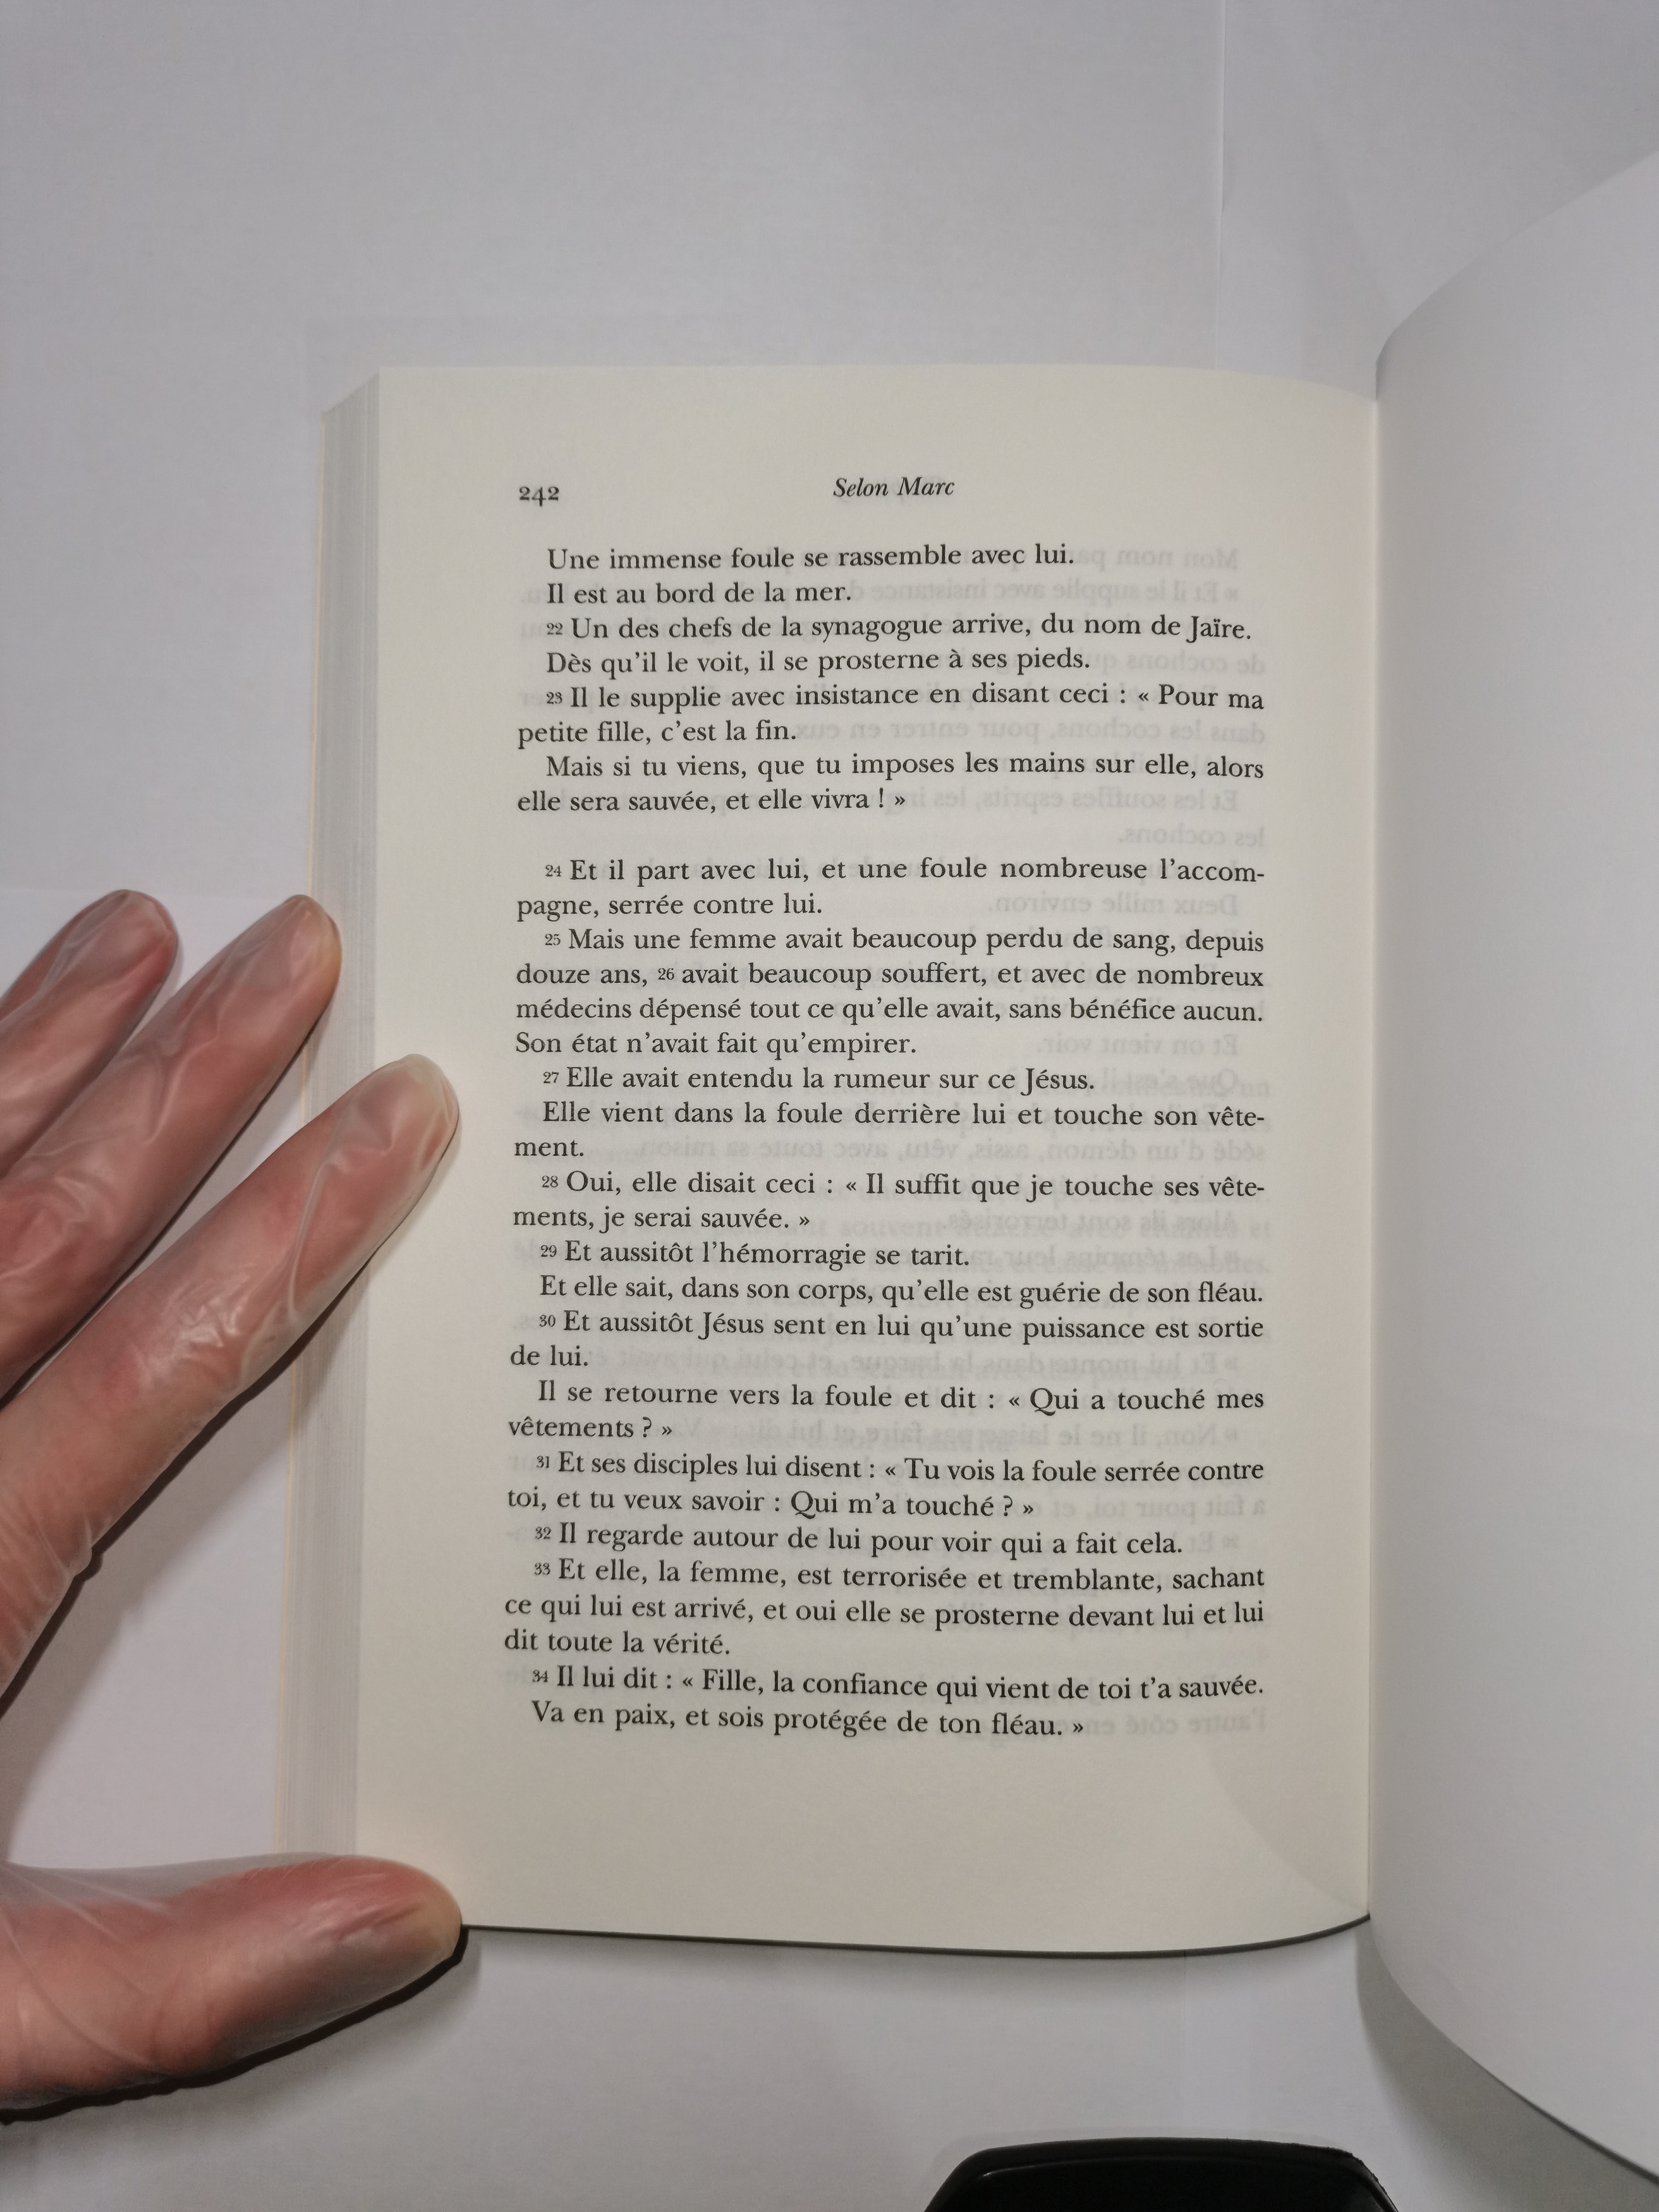 242
Selon Marc
Une immense foule se rassemble avec lui.
Il est au bord de la mer.
22 Un des chefs de la synagogue arrive, du nom de Jaïre.
Dès qu'il le voit, il se prosterne à ses pieds.
23 Il le supplie avec insistance en disant ceci : « Pour ma
petite fille, c'est la fin.
Mais si tu viens, que tu imposes les mains sur elle, alors
elle sera sauvée, et elle vivra ! »
24 Et il part avec lui, et une foule nombreuse l'accom-
pagne, serrée contre lui.
25 Mais une femme avait beaucoup perdu de sang, depuis
douze ans, 26 avait beaucoup souffert, et avec de nombreux
médecins dépensé tout ce qu'elle avait, sans bénéfice aucun.
Son état n'avait fait qu'empirer.
27 Elle avait entendu la rumeur sur ce Jésus.
Elle vient dans la foule derrière lui et touche son vête-
ment.
28 Oui, elle disait ceci : « Il suffit que je touche ses vête-
ments, je serai sauvée. »
29 Et aussitôt l'hémorragie se tarit.
Et elle sait, dans son corps, qu'elle est guérie de son fléau.
30 Et aussitôt Jésus sent en lui qu'une puissance est sortie
de lui.
Il se retourne vers la foule et dit : « Qui a touché mes
vêtements ? »
31 Et ses disciples lui disent : « Tu vois la foule serrée contre
toi, et tu veux savoir : Qui m'a touché ? »
32 Il regarde autour de lui pour voir qui a fait cela.
33 Et elle, la femme, est terrorisée et tremblante, sachant
ce qui lui est arrivé, et oui elle se prosterne devant lui et lui
dit toute la vérité.
34 Il lui dit : « Fille, la confiance qui vient de toi t'a sauvée.
Va en paix, et sois protégée de ton fléau. »